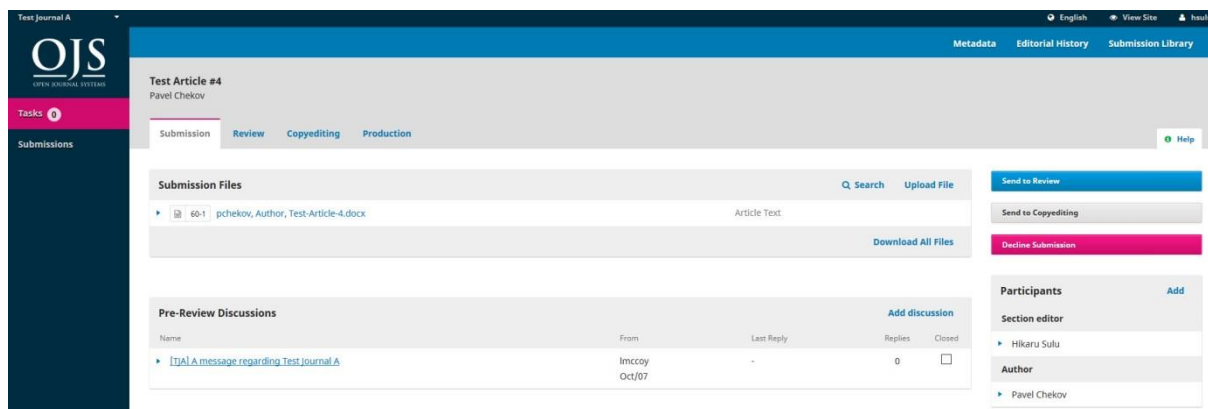 Test Journal A
English View Site
OJS
OPEN JOURNAL SYSTEMS
Tasks 0
Submissions
Metadata Editorial History Submission Library
Test Article #4
Pavel Chekov
Submission Review Copyediting Production
Help
Submission Files Search Upload File
60-1 pchekov, Author, Test-Article-4.docx Article Text
Download All Files
Pre-Review Discussions Add discussion
Name From Last Reply Replies Closed
[TJA] A message regarding Test Journal A lmccoy - 0
Oct/07
Send to Review
Send to Copyediting
Decline Submission
Participants Add
Section editor
Hikaru Sulu
Author
Pavel Chekov